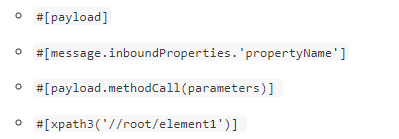 #[payload]
#[message.inboundProperties.'propertyName']
#[payload.methodCall(parameters)]
#[xpath3('//root/element1')]